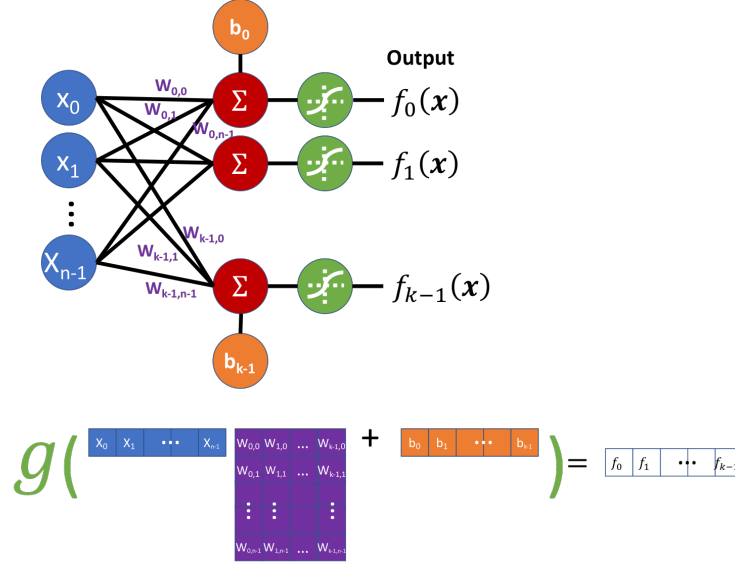 b0
Output
x0
W0,0
Σ
f0(x)
W0,1
W0,n-1
x1
Σ
f1(x)
⋮
Wk-1,0
Xn-1
Wk-1,1
Σ
fk−1(x)
Wk-1,n-1
bk-1
g( X0 X1 ... Xn-1 + b0 b1 ... bk-1 ) = f0 f1 ... fk−1
W0,0 W1,0 ... Wk-1,0
W0,1 W1,1 ... Wk-1,1
⋮ ⋮ ⋮
W0,n-1 W1,n-1 ... Wk-1,n-1